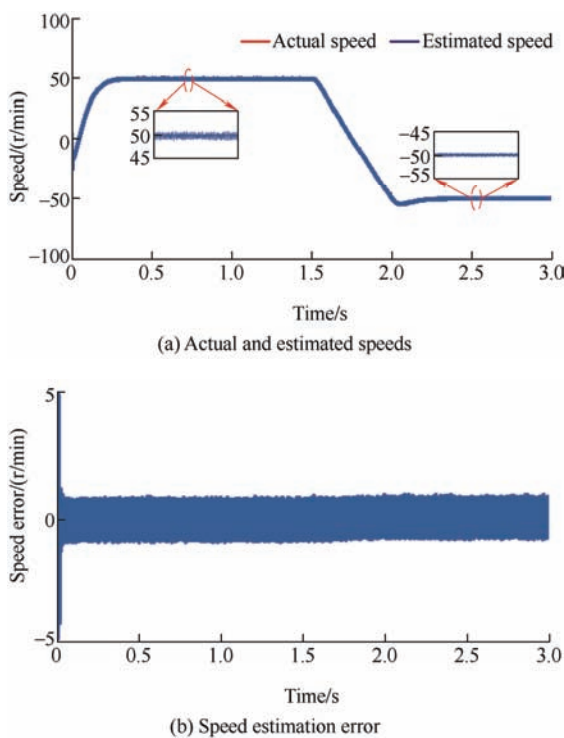 100
Actual speed
Estimated speed
50
55
50
45
0
-45
-50
-55
-50
-100
0 0.5 1.0 1.5 2.0 2.5 3.0
Speed/(r/min)
Time/s
(a) Actual and estimated speeds
5
0
-5
0 0.5 1.0 1.5 2.0 2.5 3.0
Speed error/(r/min)
Time/s
(b) Speed estimation error